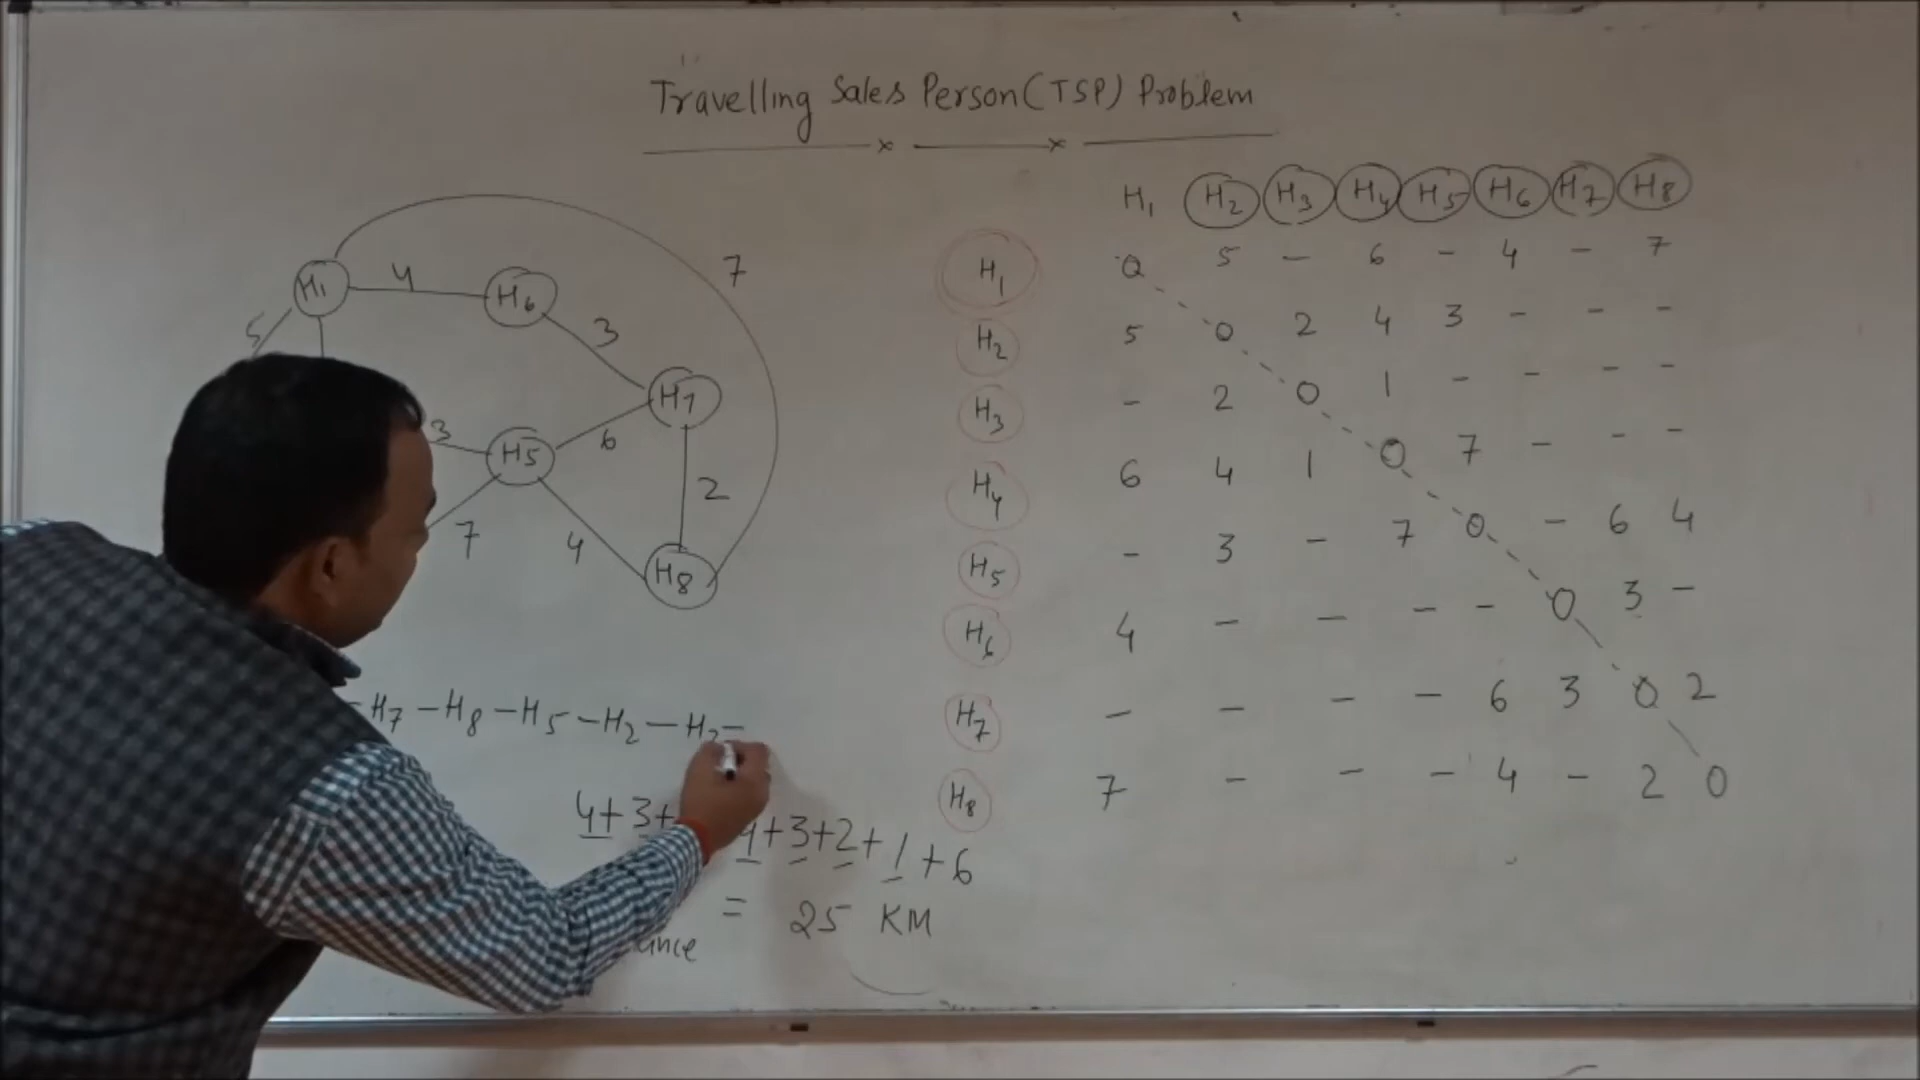 Travelling Sales Person (TSP) Problem
H1 H2 H3 H4 H5 H6 H7 H8
H1 0 5 - 6 - 4 - 7
H2 5 0 2 4 3 - - -
H3 - 2 0 1 - - - -
H4 6 4 1 0 7 - - -
H5 - 3 - 7 0 - 6 4
H6 4 - - - - 0 3 -
H7 - - - - 6 3 0 2
H8 7 - - - 4 - 2 0
7
H1 4 H6
5
3
H7
3 H5 6
2
7 4
H8
- H7 - H8 - H5 - H2 - H3 -
4 + 3 + 4 + 3 + 2 + 1 + 6
= 25 KM